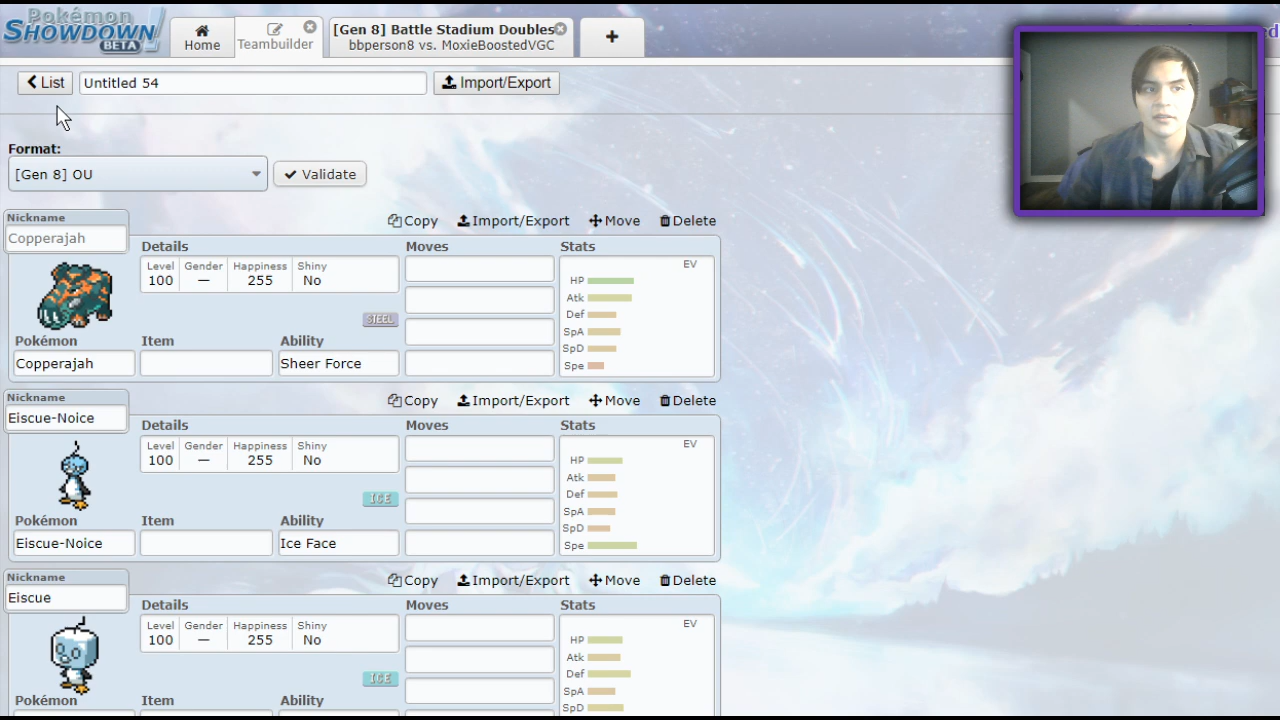 Pokémon
SHOWDOWN!
BETA
Home
Teambuilder
[Gen 8] Battle Stadium Doubles
bbperson8 vs. MoxieBoostedVGC
+
List
Untitled 54
Import/Export
Format:
[Gen 8] OU
Validate
Nickname
Copperajah
Copy Import/Export Move Delete
Details
Moves
Stats
Level Gender Happiness Shiny
100 — 255 No
EV
HP
Atk
Def
SpA
SpD
Spe
STEEL
Pokémon
Item
Ability
Copperajah
Sheer Force
Nickname
Eiscue-Noice
Copy Import/Export Move Delete
Details
Moves
Stats
Level Gender Happiness Shiny
100 — 255 No
EV
HP
Atk
Def
SpA
SpD
Spe
ICE
Pokémon
Item
Ability
Eiscue-Noice
Ice Face
Nickname
Eiscue
Copy Import/Export Move Delete
Details
Moves
Stats
Level Gender Happiness Shiny
100 — 255 No
EV
HP
Atk
Def
SpA
SpD
ICE
Pokémon
Item
Ability